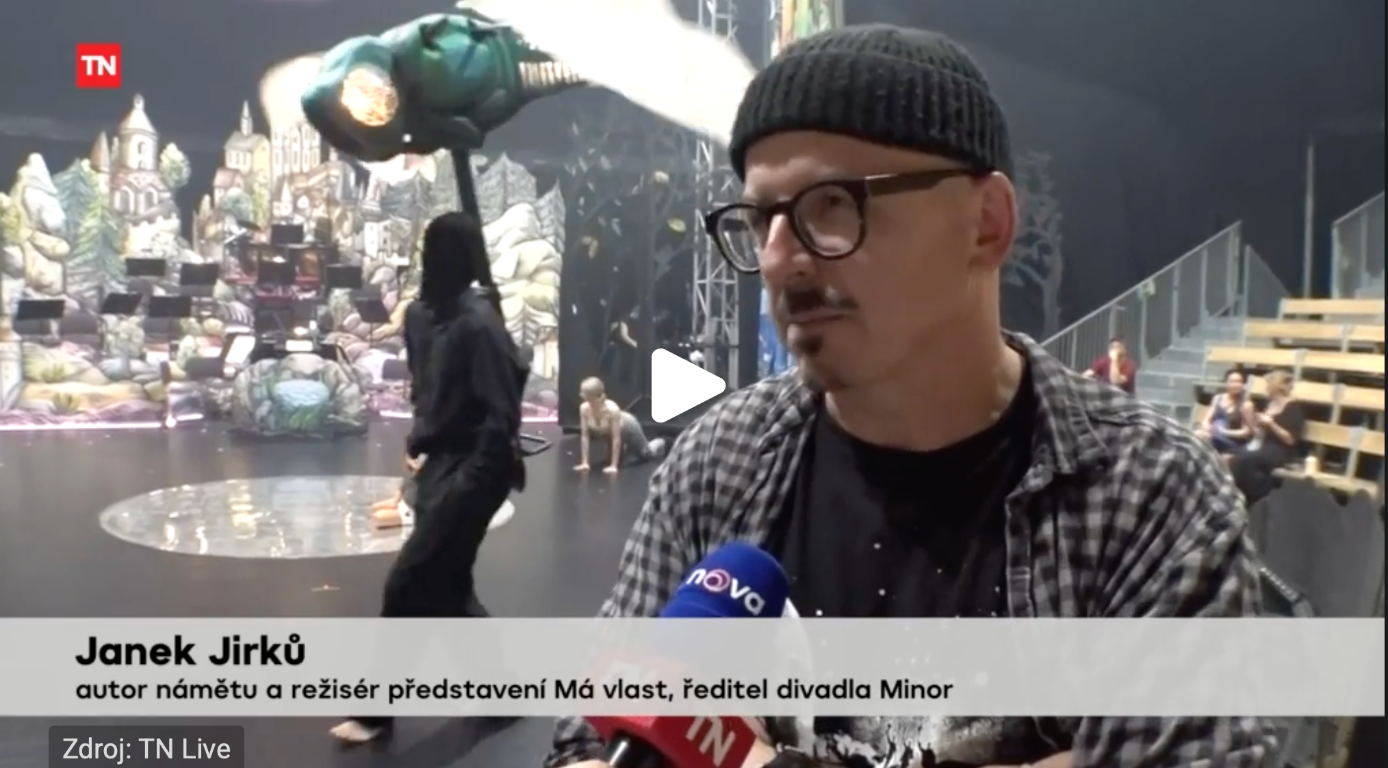 TN
nova
Janek Jirků
autor námětu a režisér představení Má vlast, ředitel divadla Minor
TN
Zdroj: TN Live